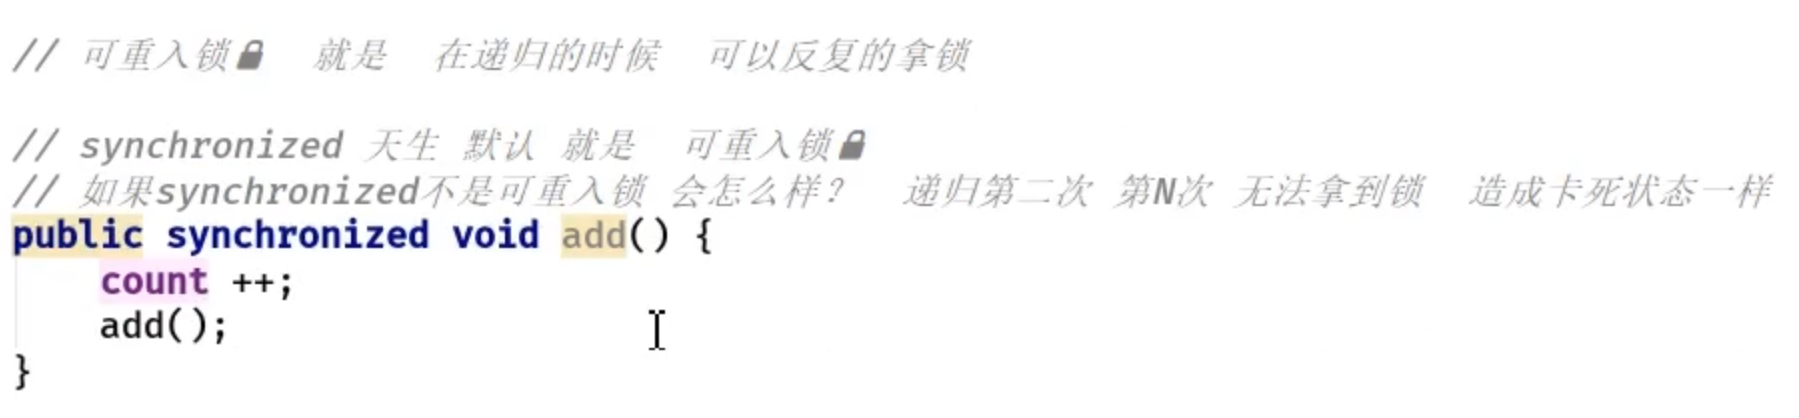 // 可重入锁🔒 就是 在递归的时候 可以反复的拿锁
// synchronized 天生 默认 就是 可重入锁🔒
// 如果synchronized不是可重入锁 会怎么样? 递归第二次 第N次 无法拿到锁 造成卡死状态一样
public synchronized void add() {
count ++;
add();
}